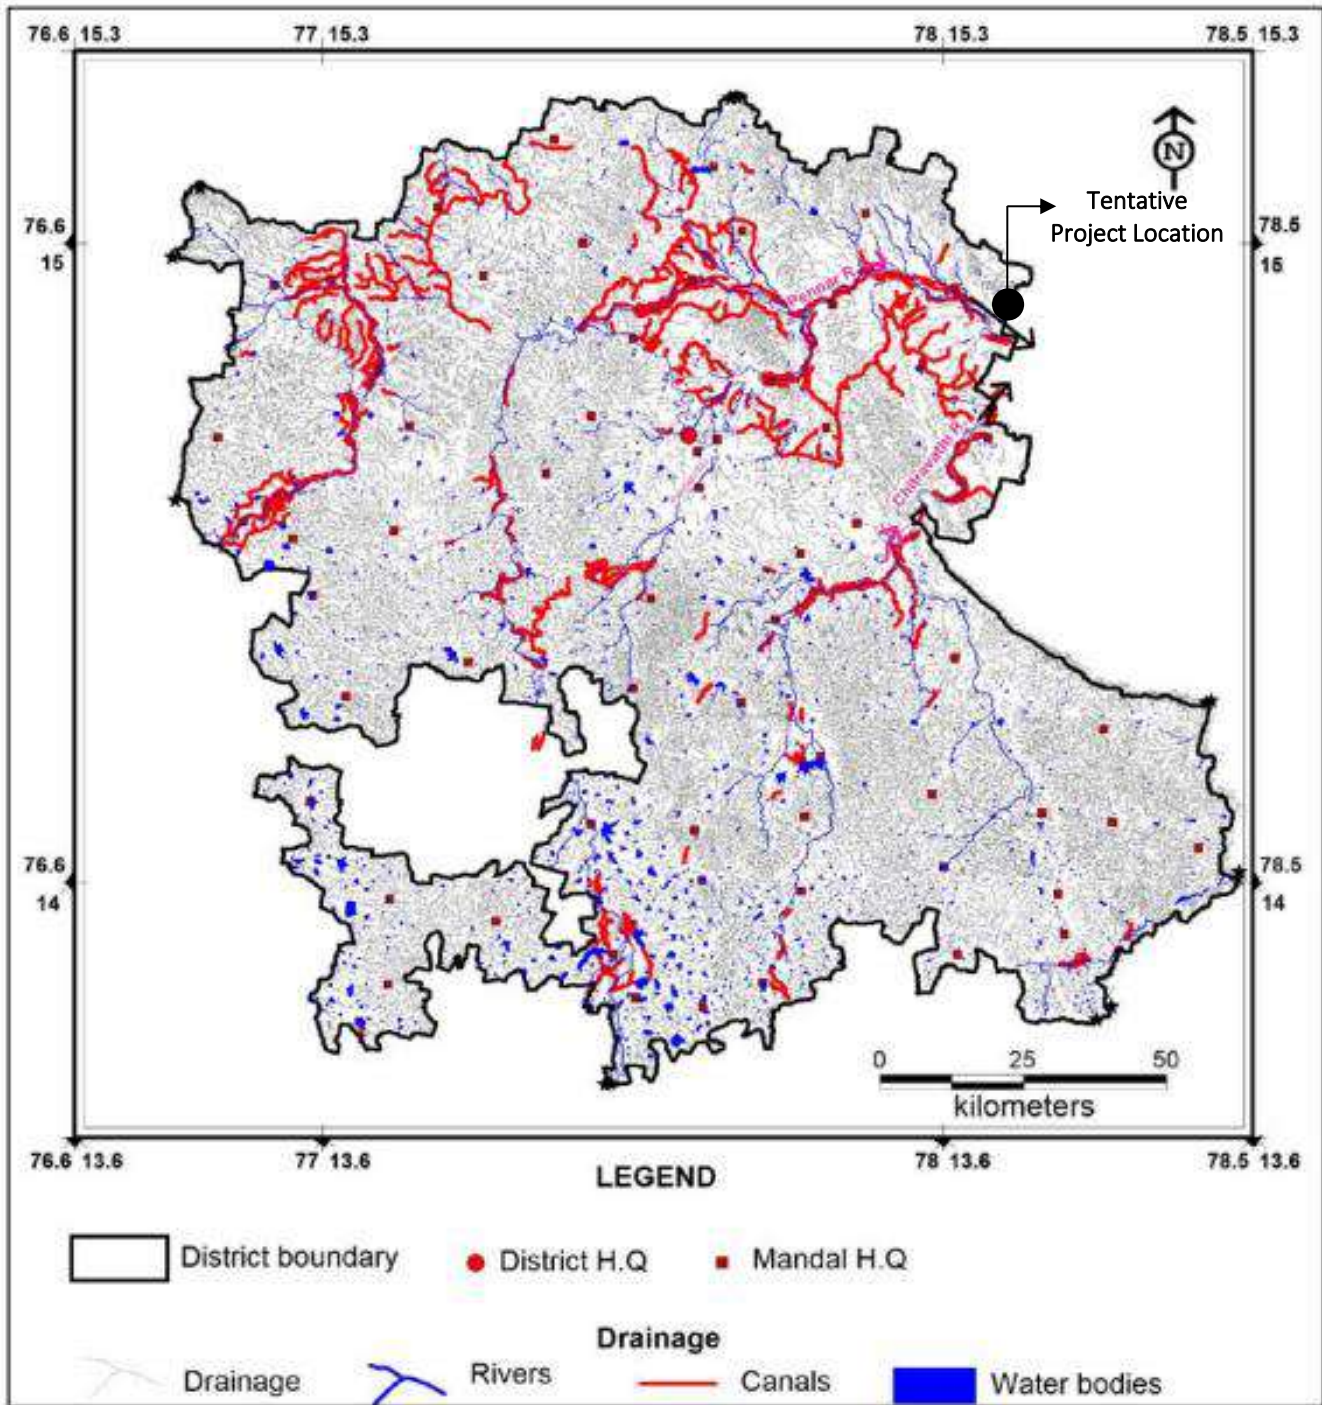 76.6 15.3
77 15.3
78 15.3
78.5 15.3
N
Tentative
Project Location
76.6
15
78.5
15
Pennar R
Chitravathi R
76.6
14
78.5
14
0 25 50
kilometers
76.6 13.6
77 13.6
78 13.6
78.5 13.6
LEGEND
District boundary
District H.Q
Mandal H.Q
Drainage
Drainage
Rivers
Canals
Water bodies